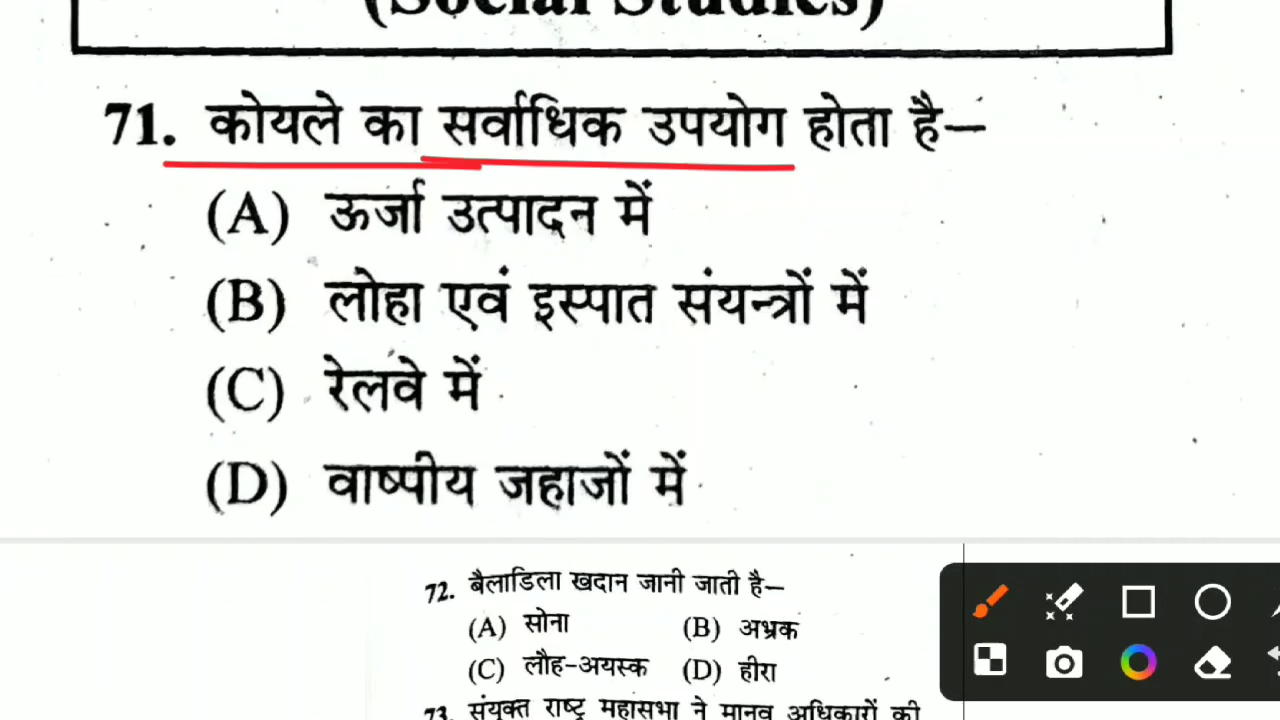 (Social Studies)
71. कोयले का सर्वाधिक उपयोग होता है—
(A) ऊर्जा उत्पादन में
(B) लोहा एवं इस्पात संयन्त्रों में
(C) रेलवे में
(D) वाष्पीय जहाजों में
72. बैलाडिला खदान जानी जाती है—
(A) सोना (B) अभ्रक
(C) लौह-अयस्क (D) हीरा
73. संयुक्त राष्ट्र महासभा ने मानव अधिकारों की